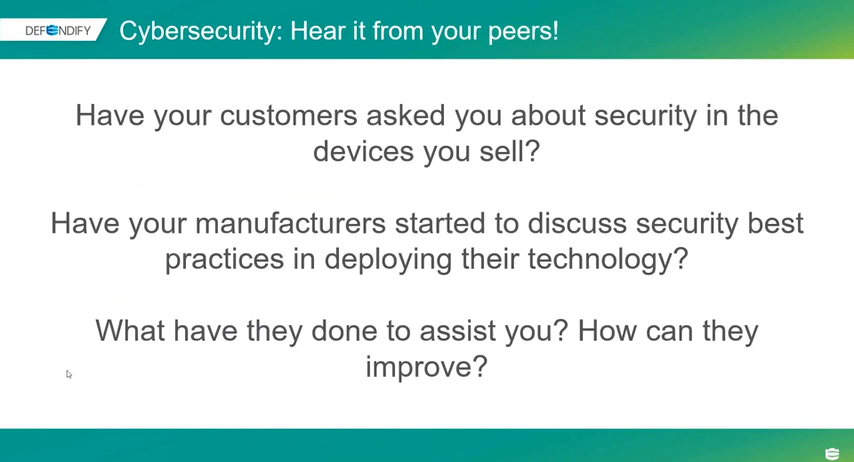 DEFENDIFY
Cybersecurity: Hear it from your peers!
Have your customers asked you about security in the
devices you sell?
Have your manufacturers started to discuss security best
practices in deploying their technology?
What have they done to assist you? How can they
improve?